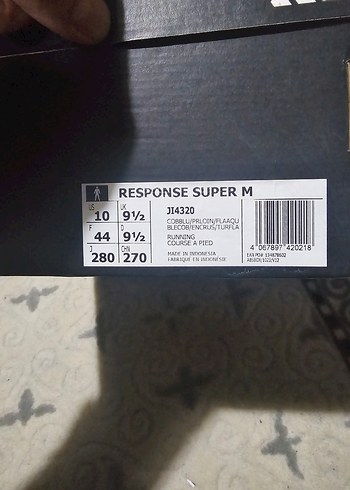 RESPONSE SUPER M
US UK
10 9½
F D
44 9½
J CHN
280 270
JI4320
COBBLU/PRLOIN/FLAAQU
BLECOB/ENCRUS/TURFLA
RUNNING
COURSE A PIED
MADE IN INDONESIA
FABRIQUE EN INDONESIE
4 067897 420218